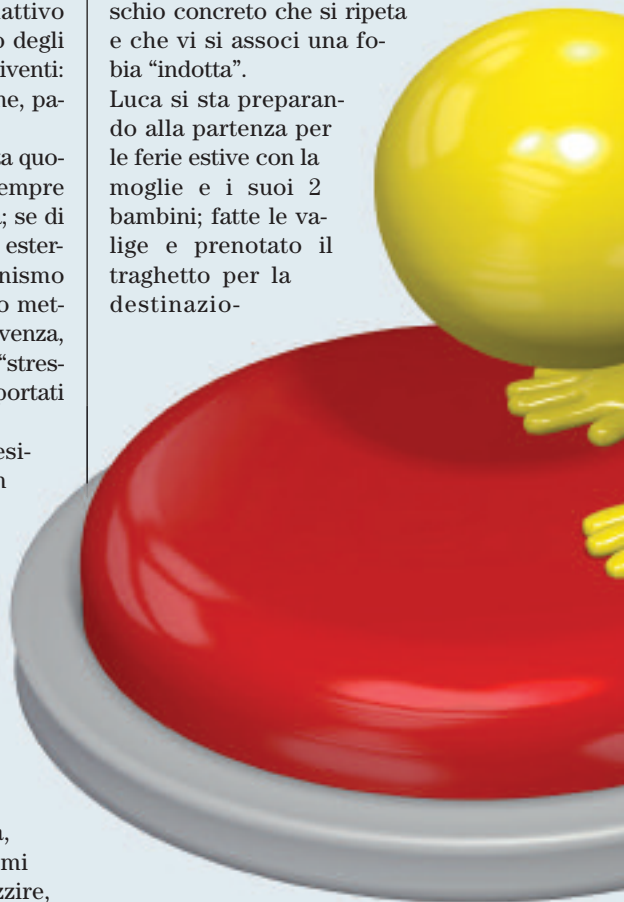 attivo
o degli
iventi:
ne, pa-
a quo-
empre
; se di
ester-
nismo
o met-
venza,
“stres-
portati
esi-
n
,
mi
zzire,
schio concreto che si ripeta
e che vi si associ una fo-
bia “indotta”.
Luca si sta preparan-
do alla partenza per
le ferie estive con la
moglie e i suoi 2
bambini; fatte le va-
lige e prenotato il
traghetto per la
destinazio-